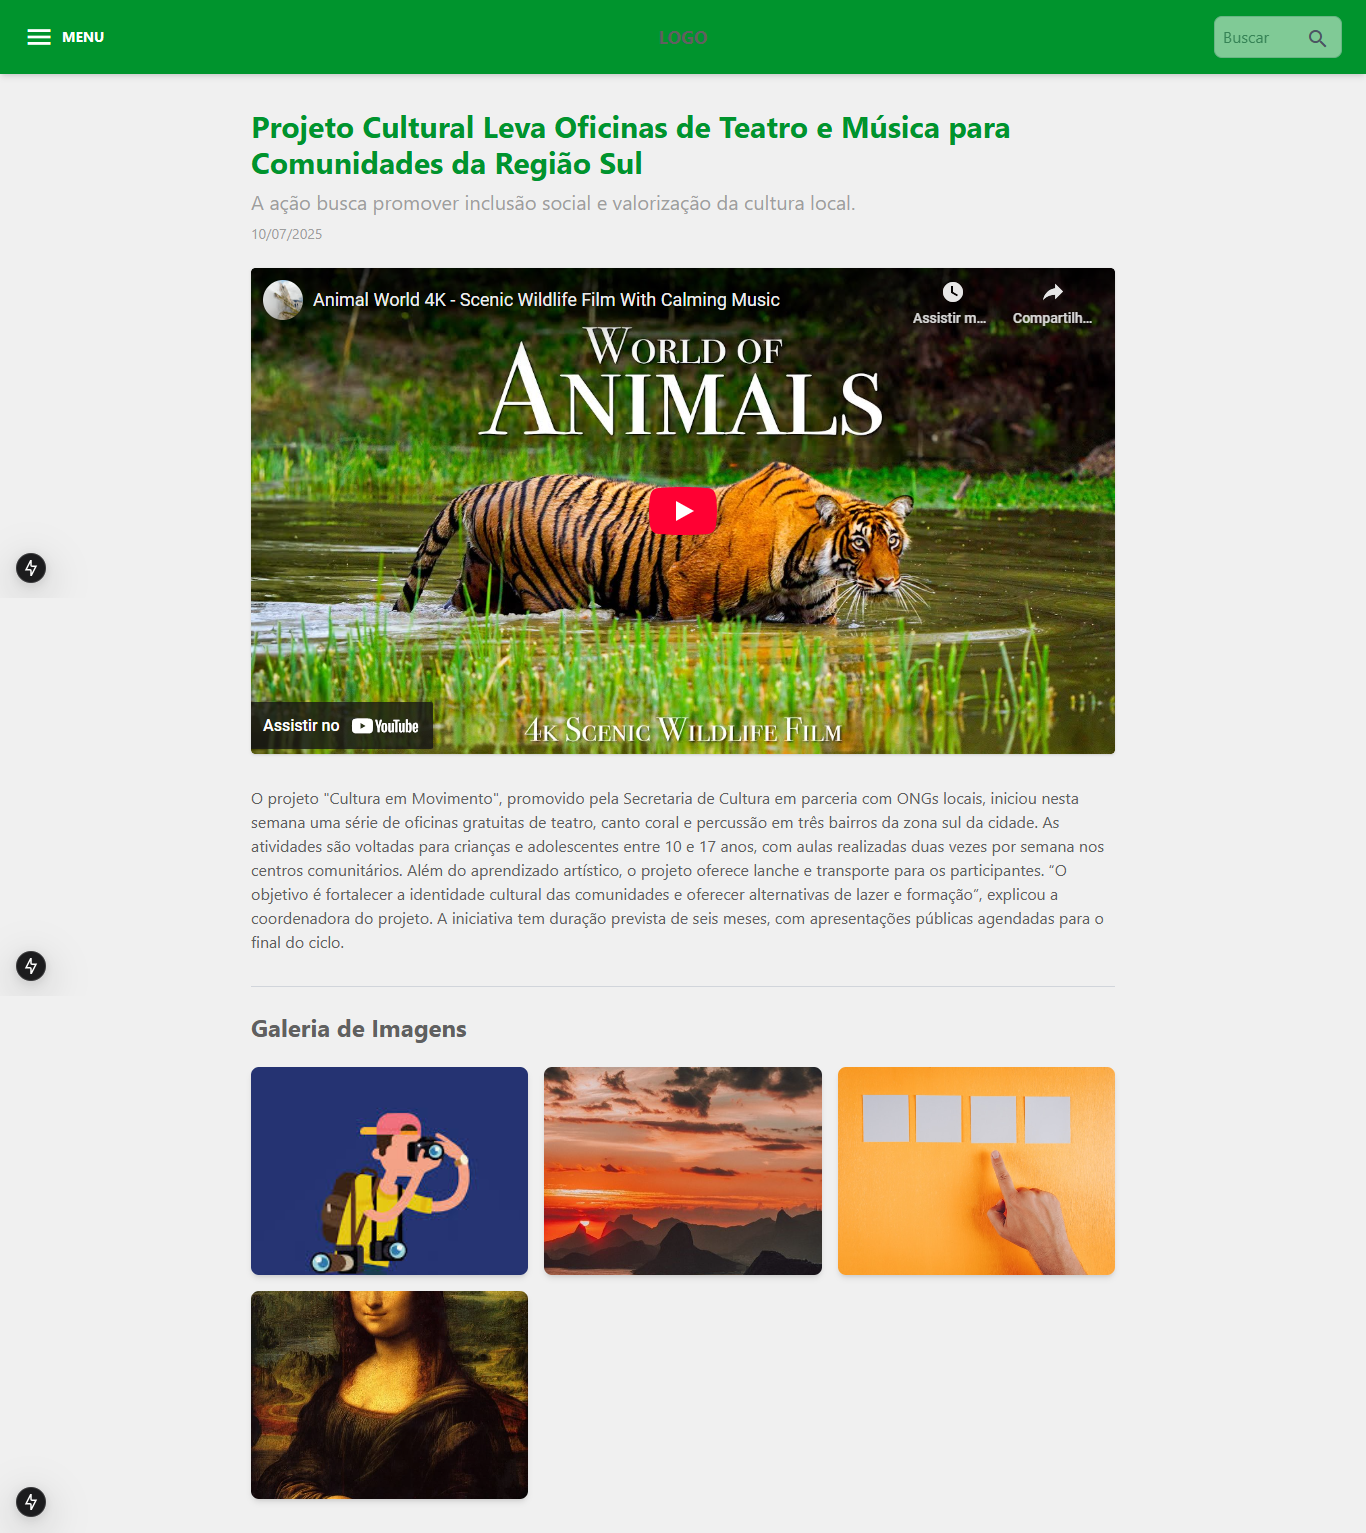 MENU
LOGO
Buscar
Projeto Cultural Leva Oficinas de Teatro e Música para
Comunidades da Região Sul
A ação busca promover inclusão social e valorização da cultura local.
10/07/2025
Animal World 4K - Scenic Wildlife Film With Calming Music
Assistir m...
Compartilh...
WORLD OF
ANIMALS
Assistir no YouTube
4K SCENIC WILDLIFE FILM
O projeto "Cultura em Movimento", promovido pela Secretaria de Cultura em parceria com ONGs locais, iniciou nesta
semana uma série de oficinas gratuitas de teatro, canto coral e percussão em três bairros da zona sul da cidade. As
atividades são voltadas para crianças e adolescentes entre 10 e 17 anos, com aulas realizadas duas vezes por semana nos
centros comunitários. Além do aprendizado artístico, o projeto oferece lanche e transporte para os participantes. “O
objetivo é fortalecer a identidade cultural das comunidades e oferecer alternativas de lazer e formação”, explicou a
coordenadora do projeto. A iniciativa tem duração prevista de seis meses, com apresentações públicas agendadas para o
final do ciclo.
Galeria de Imagens